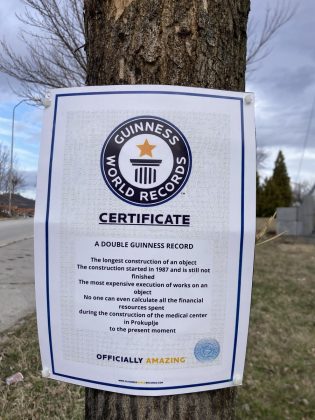 GUINNESS
WORLD RECORDS
CERTIFICATE
A DOUBLE GUINNESS RECORD
The longest construction of an object
The construction started in 1987 and is still not
finished
The most expensive execution of works on an
object
No one can even calculate all the financial
resources spent
during the construction of the medical center
in Prokuplje
to the present moment
OFFICIALLY AMAZING